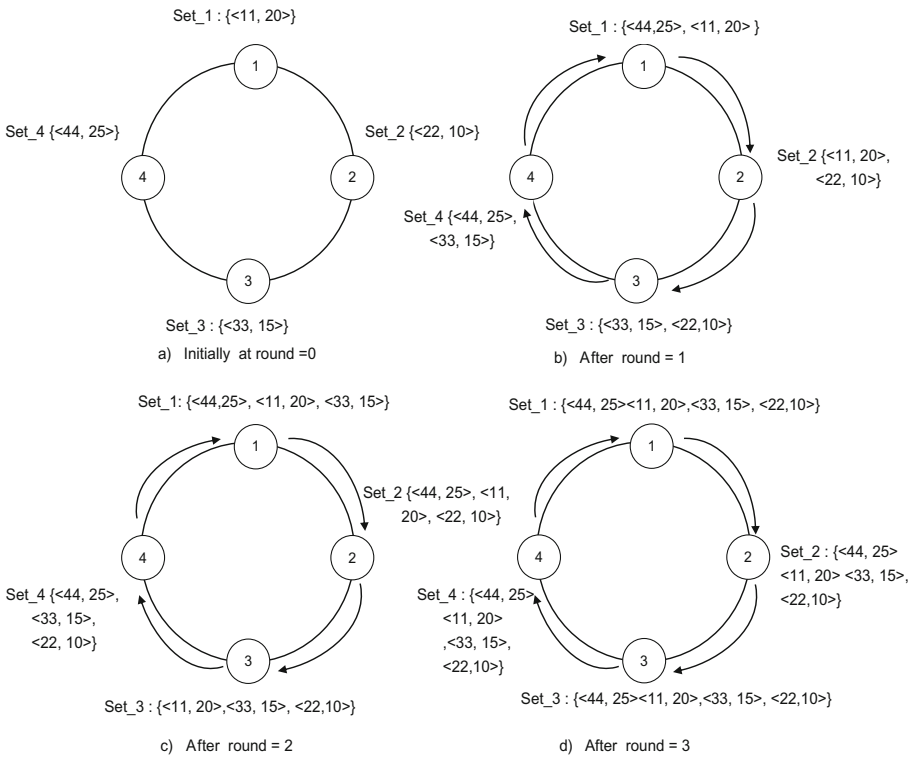 Set_1 : {<11, 20>}
1
Set_4 {<44, 25>}
Set_2 {<22, 10>}
4
2
3
Set_3 : {<33, 15>}
a) Initially at round =0
Set_1 : {<44,25>, <11, 20> }
1
Set_2 {<11, 20>,
<22, 10>}
4
2
Set_4 {<44, 25>,
<33, 15>}
3
Set_3 : {<33, 15>, <22,10>}
b) After round = 1
Set_1: {<44,25>, <11, 20>, <33, 15>}
1
Set_2 {<44, 25>, <11,
20>, <22, 10>}
4
2
Set_4 {<44, 25>,
<33, 15>,
<22, 10>}
3
Set_3 : {<11, 20>,<33, 15>, <22,10>}
c) After round = 2
Set_1 : {<44, 25><11, 20>,<33, 15>, <22,10>}
1
4
2
Set_2 : {<44, 25>
<11, 20> <33, 15>,
<22,10>}
Set_4 : {<44, 25>
<11, 20>
,<33, 15>,
<22,10>}
3
Set_3 : {<44, 25><11, 20>,<33, 15>, <22,10>}
d) After round = 3